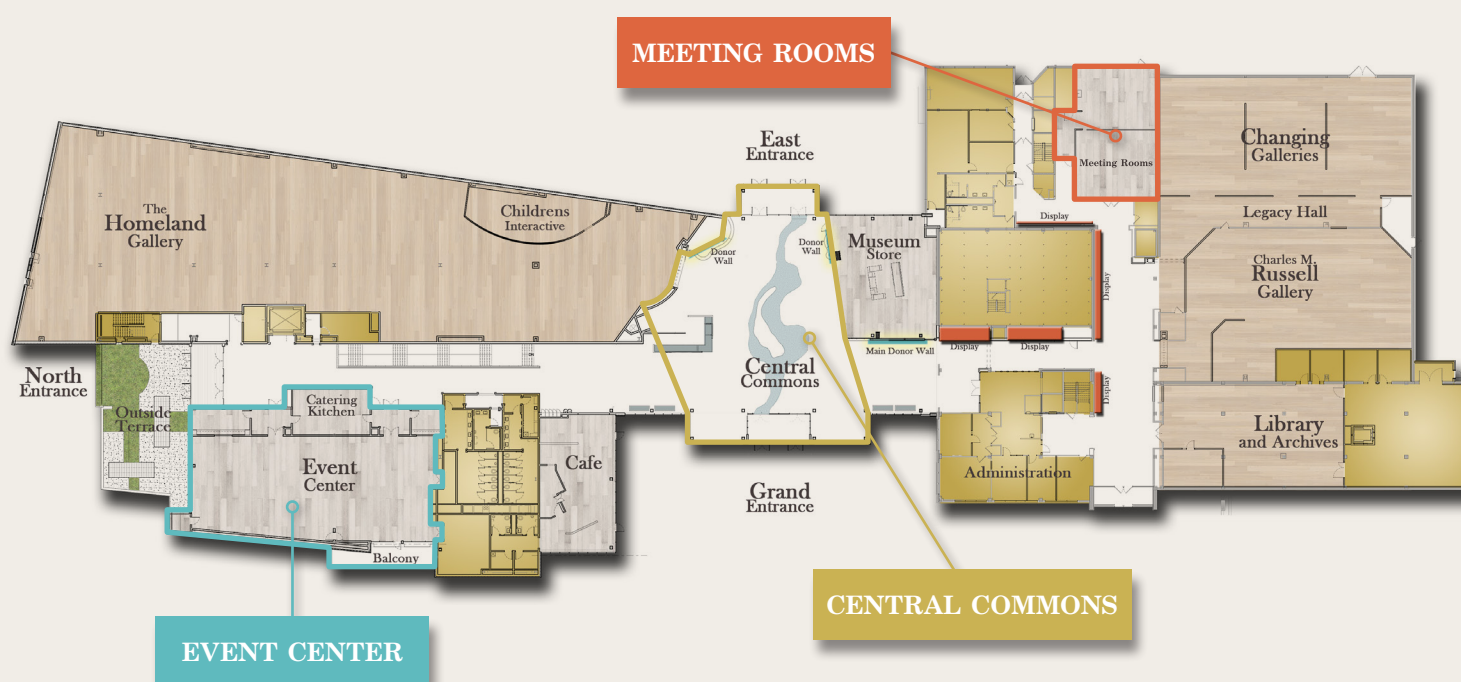 MEETING ROOMS
East
Entrance
Changing
Galleries
Meeting Rooms
The
Homeland
Gallery
Childrens
Interactive
Display
Legacy Hall
Donor
Wall
Donor
Wall
Museum
Store
Charles M.
Russell
Gallery
Display
Display
Display
Main Donor Wall
North
Entrance
Central
Commons
Display
Catering
Kitchen
Outside
Terrace
Library
and Archives
Event
Center
Cafe
Administration
Grand
Entrance
Balcony
CENTRAL COMMONS
EVENT CENTER